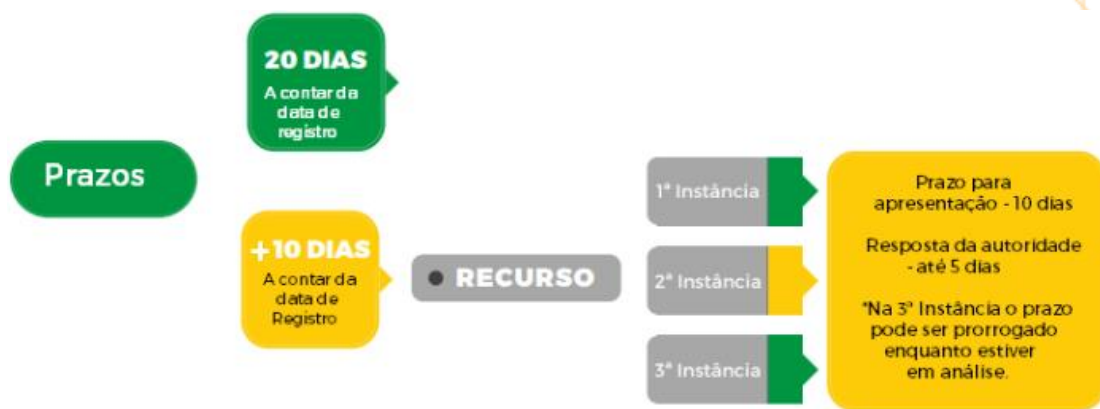 Prazos
20 DIAS
A contar da
data de
registro
+10 DIAS
A contar da
data de
Registro
RECURSO
1ª Instância
2ª Instância
3ª Instância
Prazo para
apresentação - 10 dias
Resposta da autoridade
- até 5 dias
*Na 3ª Instância o prazo
pode ser prorrogado
enquanto estiver
em análise.